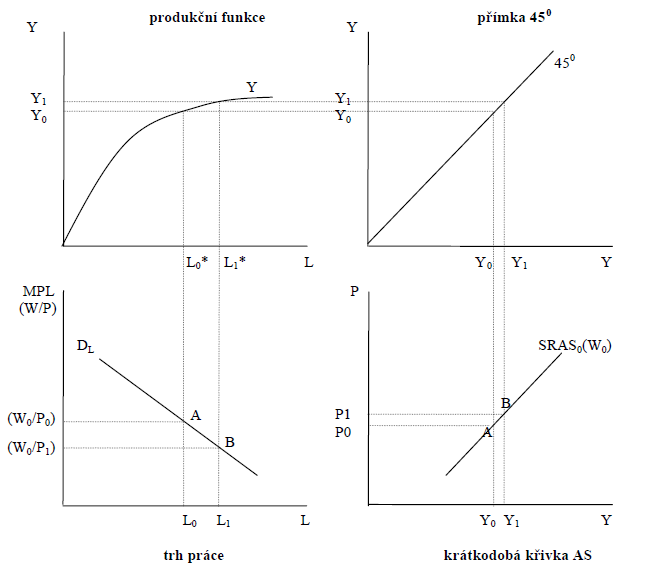 produkční funkce
přímka 45⁰
Y
Y
45⁰
Y
Y₁
Y₀
Y₁
Y₀
L₀*
L₁*
L
Y₀
Y₁
Y
MPL
(W/P)
P
D_L
SRAS₀(W₀)
(W₀/P₀)
A
(W₀/P₁)
B
P1
P0
B
A
L₀
L₁
L
Y₀
Y₁
Y
trh práce
krátkodobá křivka AS